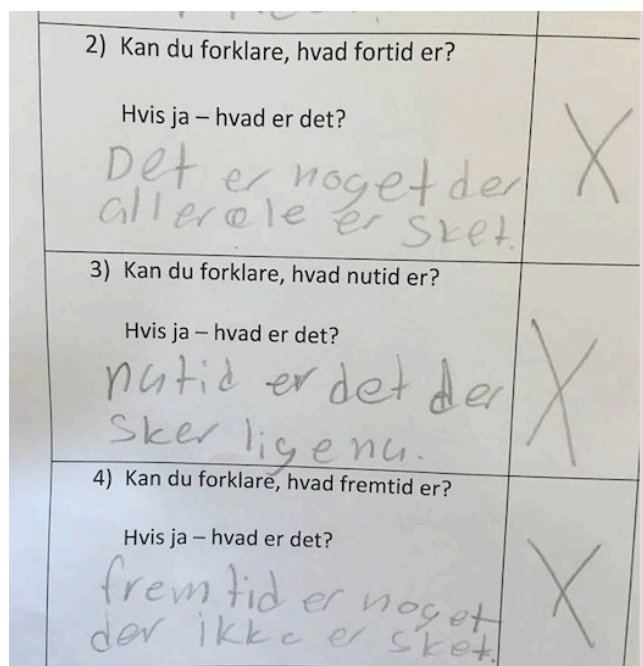 2) Kan du forklare, hvad fortid er?
Hvis ja – hvad er det?
X
Det er noget der
allerede er sket.
3) Kan du forklare, hvad nutid er?
Hvis ja – hvad er det?
X
nutid er det der
sker lige nu.
4) Kan du forklare, hvad fremtid er?
Hvis ja – hvad er det?
X
fremtid er noget
der ikke er sket.